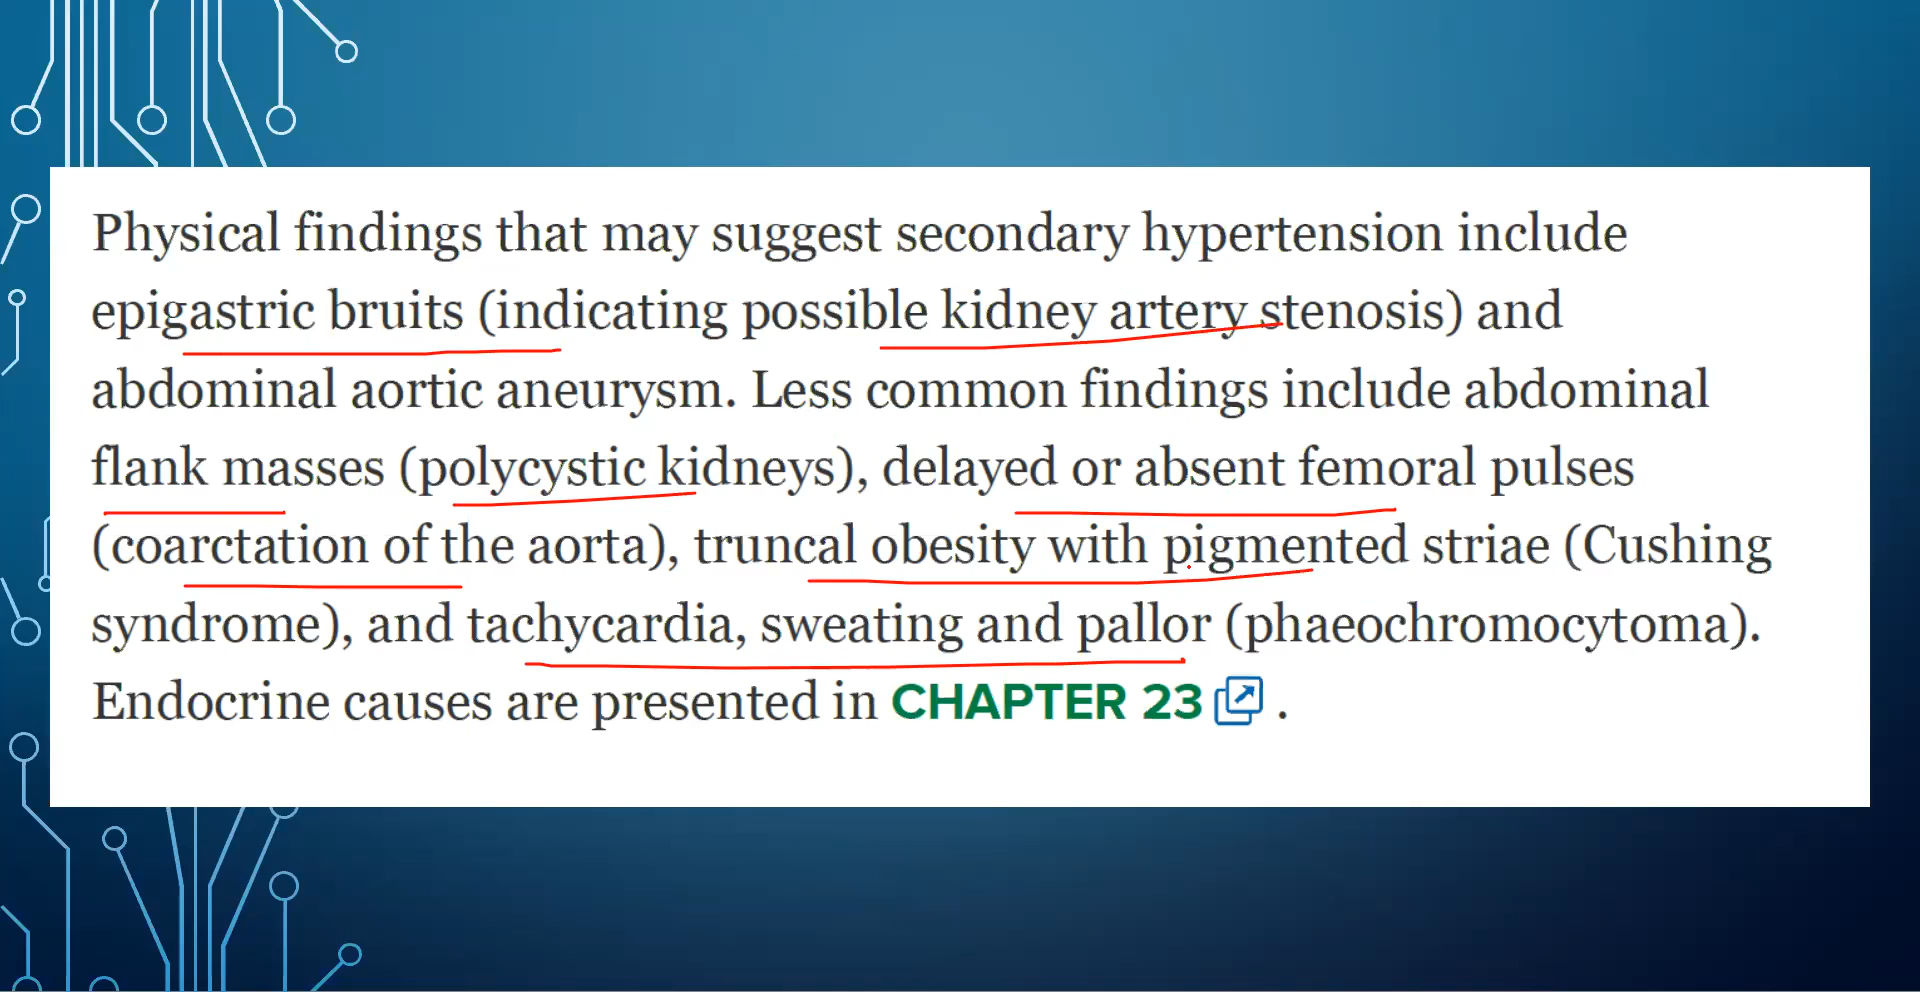 Physical findings that may suggest secondary hypertension include
epigastric bruits (indicating possible kidney artery stenosis) and
abdominal aortic aneurysm. Less common findings include abdominal
flank masses (polycystic kidneys), delayed or absent femoral pulses
(coarctation of the aorta), truncal obesity with pigmented striae (Cushing
syndrome), and tachycardia, sweating and pallor (phaeochromocytoma).
Endocrine causes are presented in CHAPTER 23 .